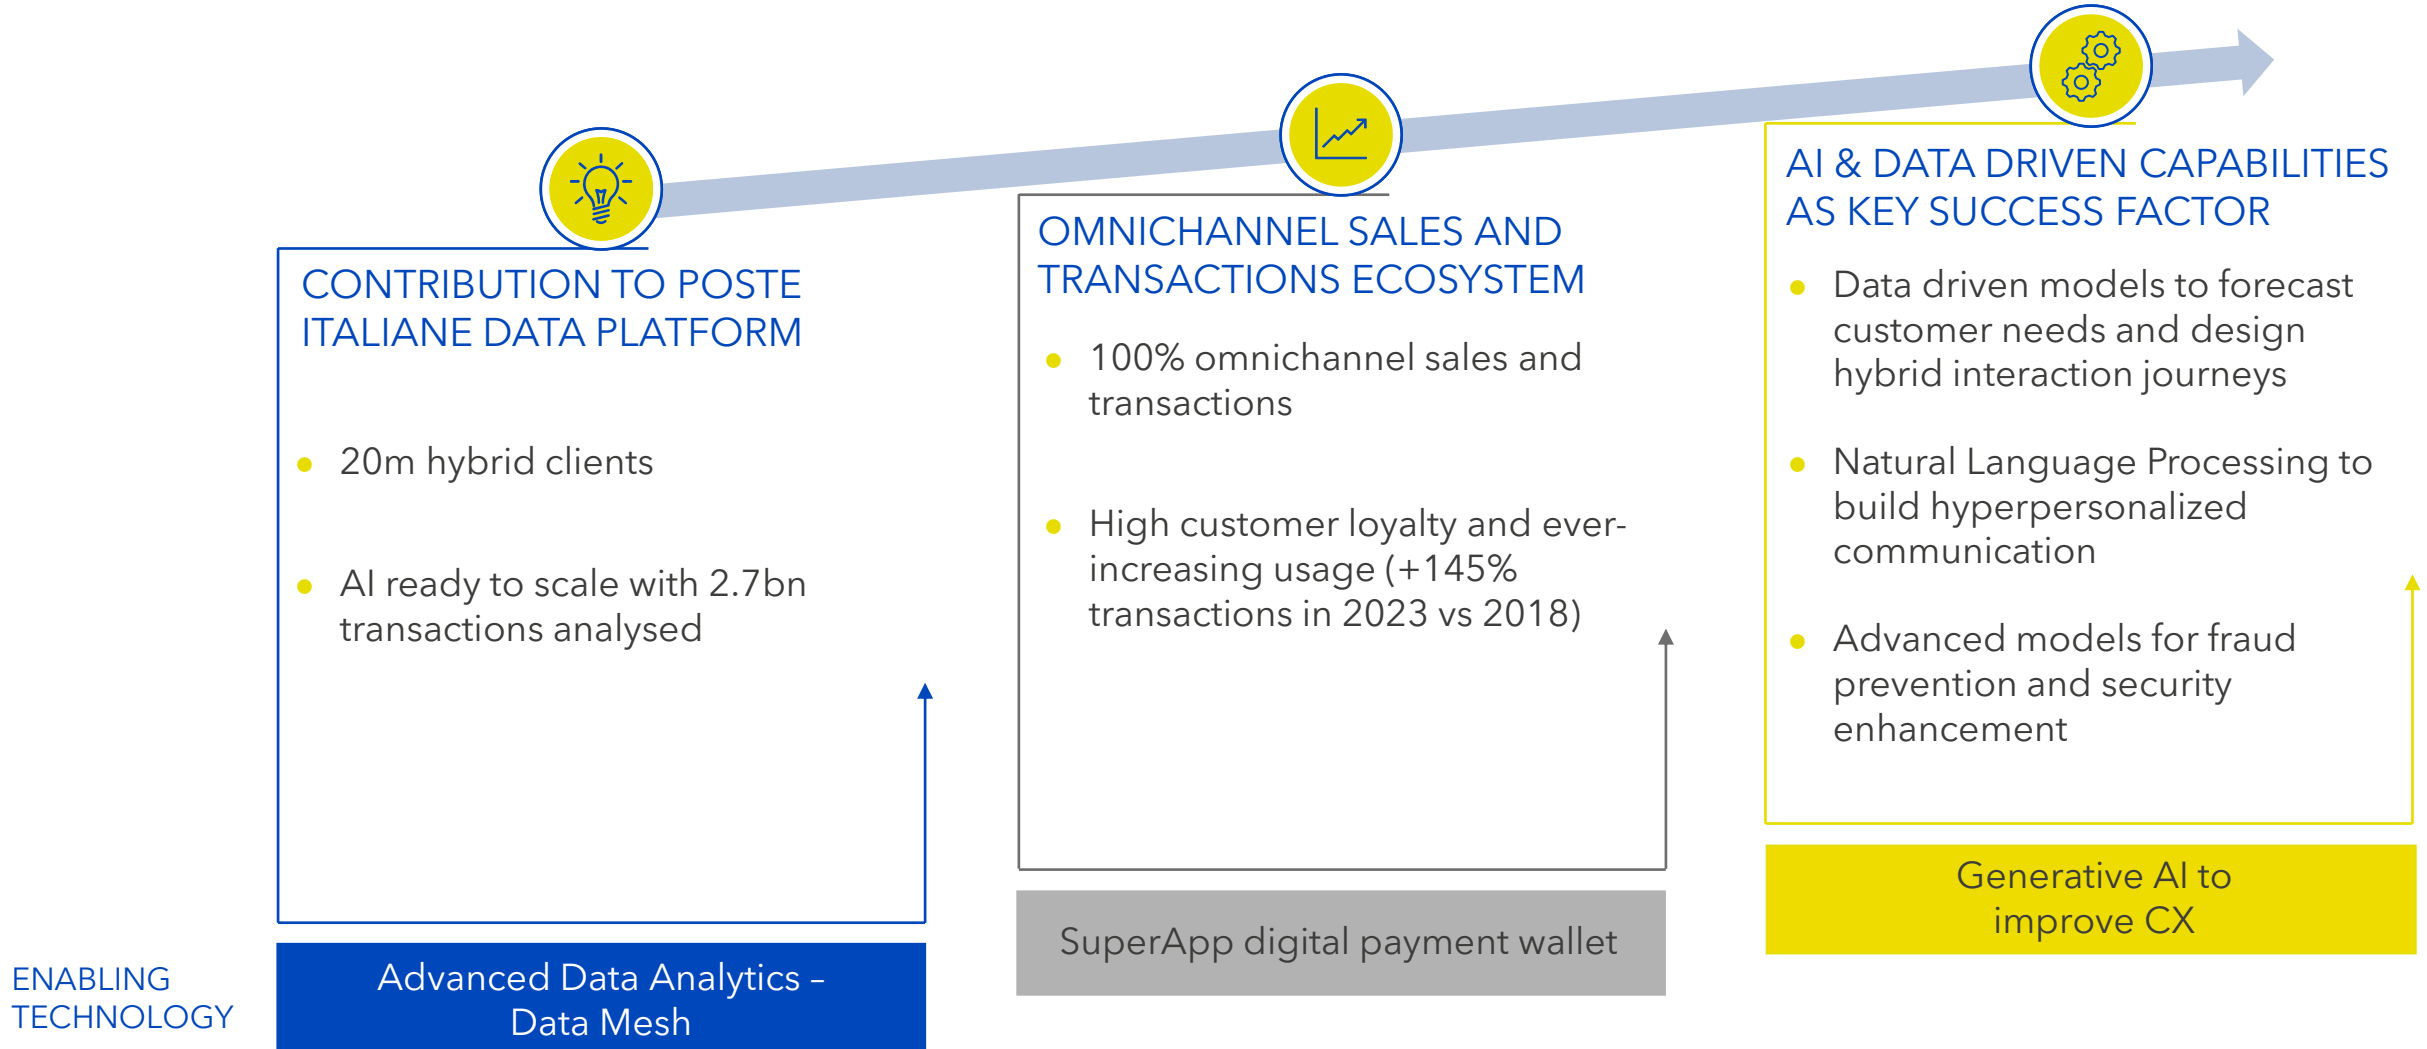 CONTRIBUTION TO POSTE
ITALIANE DATA PLATFORM
20m hybrid clients
AI ready to scale with 2.7bn
transactions analysed
OMNICHANNEL SALES AND
TRANSACTIONS ECOSYSTEM
100% omnichannel sales and
transactions
High customer loyalty and ever-
increasing usage (+145%
transactions in 2023 vs 2018)
AI & DATA DRIVEN CAPABILITIES
AS KEY SUCCESS FACTOR
Data driven models to forecast
customer needs and design
hybrid interaction journeys
Natural Language Processing to
build hyperpersonalized
communication
Advanced models for fraud
prevention and security
enhancement
ENABLING
TECHNOLOGY
Advanced Data Analytics –
Data Mesh
SuperApp digital payment wallet
Generative AI to
improve CX